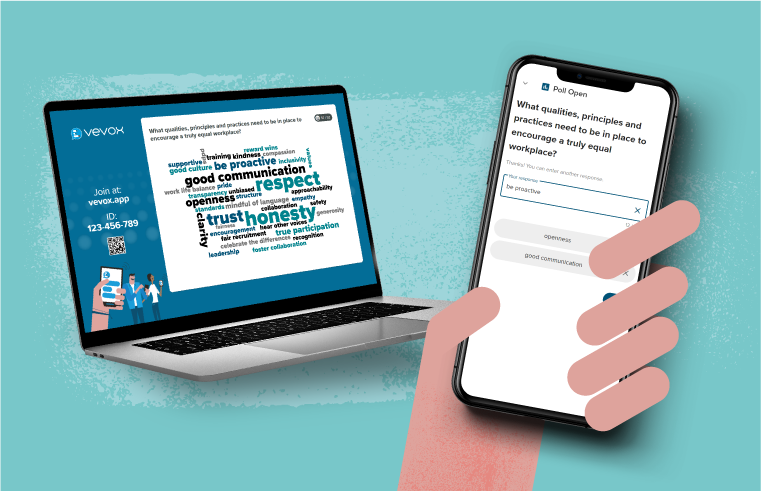 vevox
Join at:
vevox.app
ID:
123-456-789
What qualities, principles and practices need to be in place to
encourage a truly equal workplace?
reward wins
training kindness compassion
supportive
good culture be proactive inclusivity
values
good communication
work life balance pride
respect
transparency unbiased
approachability
openness structure
empathy
standards mindful of language
safety
collaboration
clarity
trust honesty
generosity
fairness
hear other voices
encouragement
true participation
fair recruitment
recognition
celebrate the differences
leadership
foster collaboration
Poll Open
What qualities, principles and
practices need to be in place to
encourage a truly equal
workplace?
Thanks! You can enter another response.
Your response
be proactive
openness
good communication